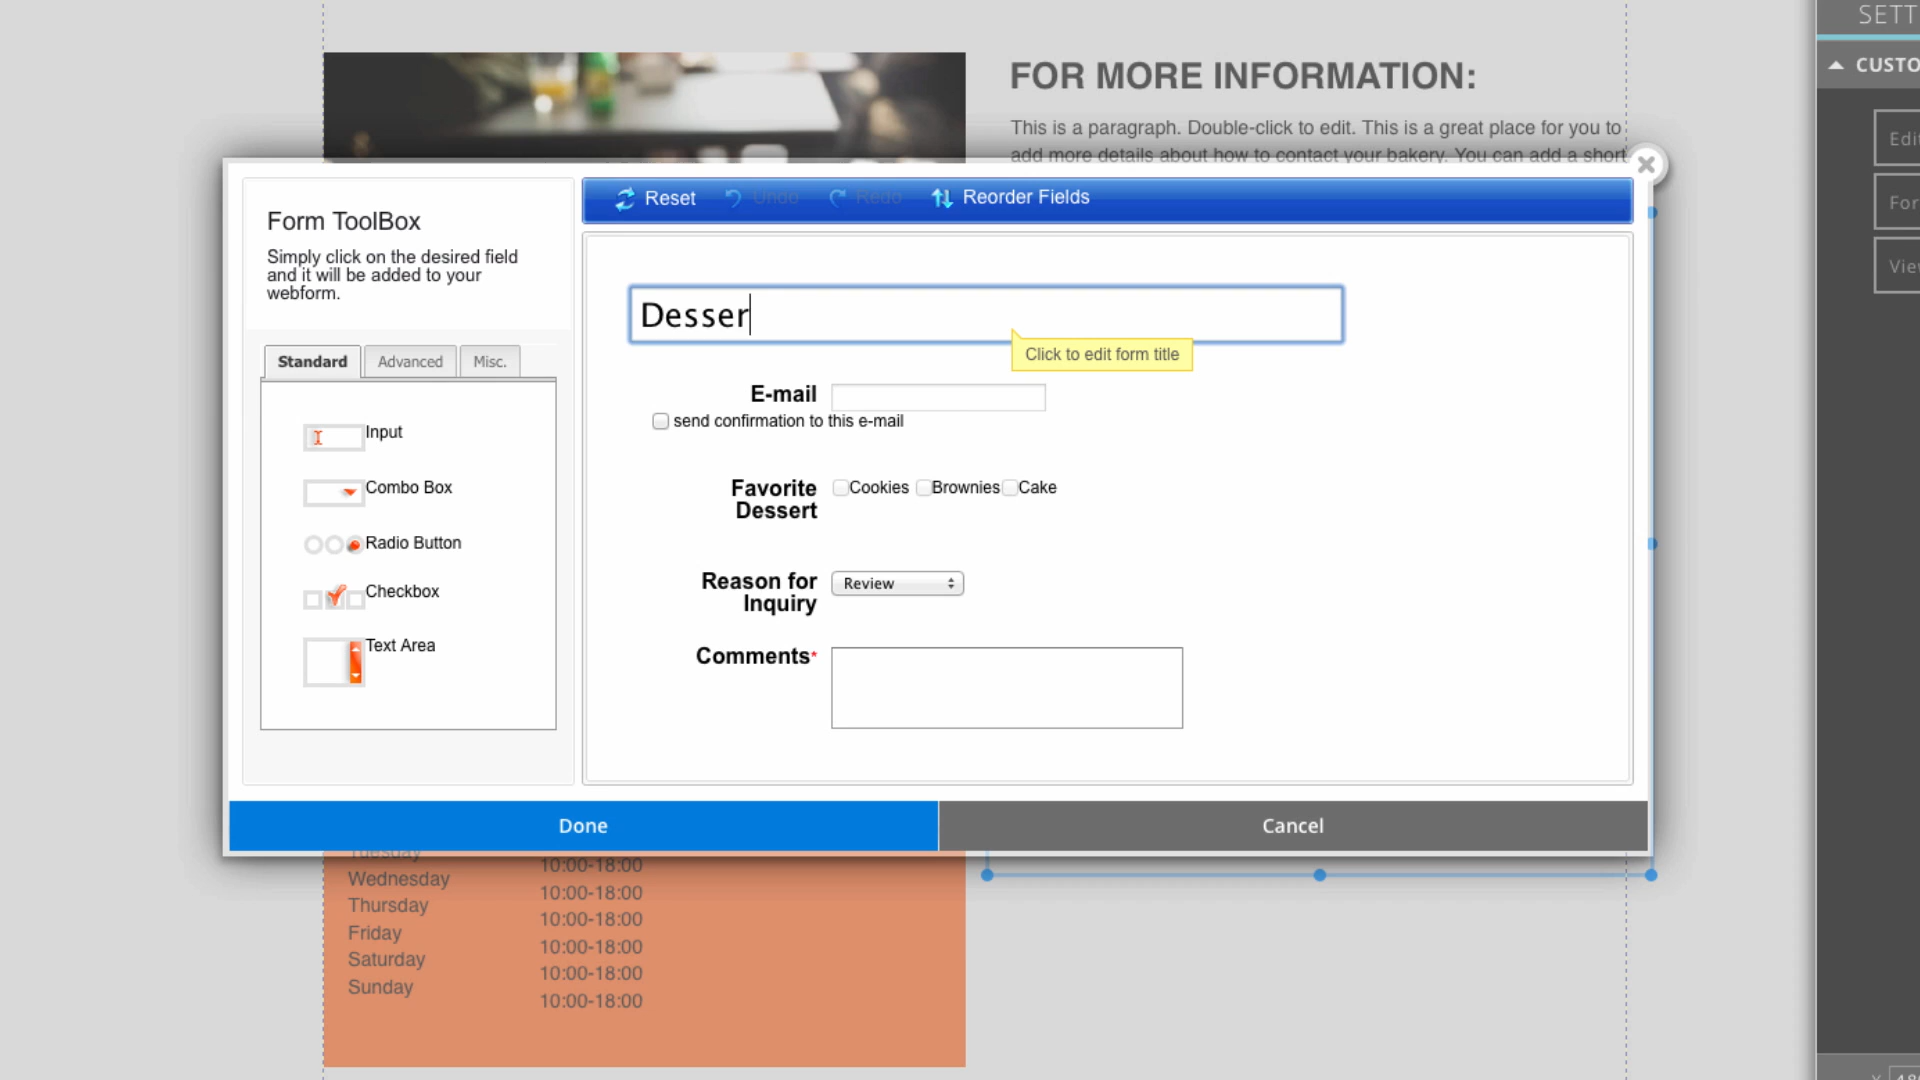 SETT
CUSTO
Edit
For
Vie
FOR MORE INFORMATION:
This is a paragraph. Double-click to edit. This is a great place for you to
add more details about how to contact your bakery. You can add a short
Form ToolBox
Simply click on the desired field
and it will be added to your
webform.
Standard
Advanced
Misc.
Input
Combo Box
Radio Button
Checkbox
Text Area
Reset
Undo
Redo
Reorder Fields
Desser
Click to edit form title
E-mail
send confirmation to this e-mail
Favorite
Dessert
Cookies Brownies Cake
Reason for
Inquiry
Review
Comments*
Done
Cancel
Tuesday 10:00-18:00
Wednesday 10:00-18:00
Thursday 10:00-18:00
Friday 10:00-18:00
Saturday 10:00-18:00
Sunday 10:00-18:00